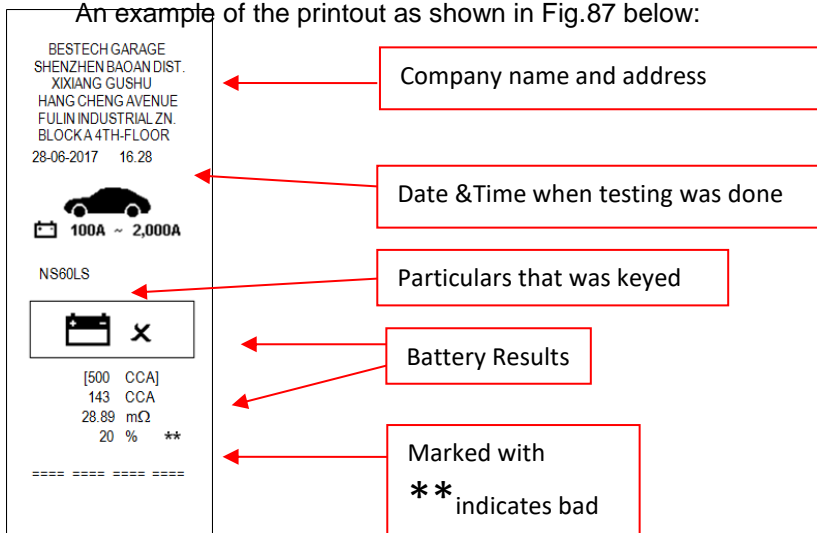 An example of the printout as shown in Fig.87 below:
BESTECH GARAGE
SHENZHEN BAOAN DIST.
XIXIANG GUSHU
HANG CHENG AVENUE
FULIN INDUSTRIAL ZN.
BLOCK A 4TH-FLOOR
28-06-2017 16.28
100A ~ 2,000A
NS60LS
[500 CCA]
143 CCA
28.89 mΩ
20 % **
==== ==== ==== ====
Company name and address
Date &Time when testing was done
Particulars that was keyed
Battery Results
Marked with
**indicates bad